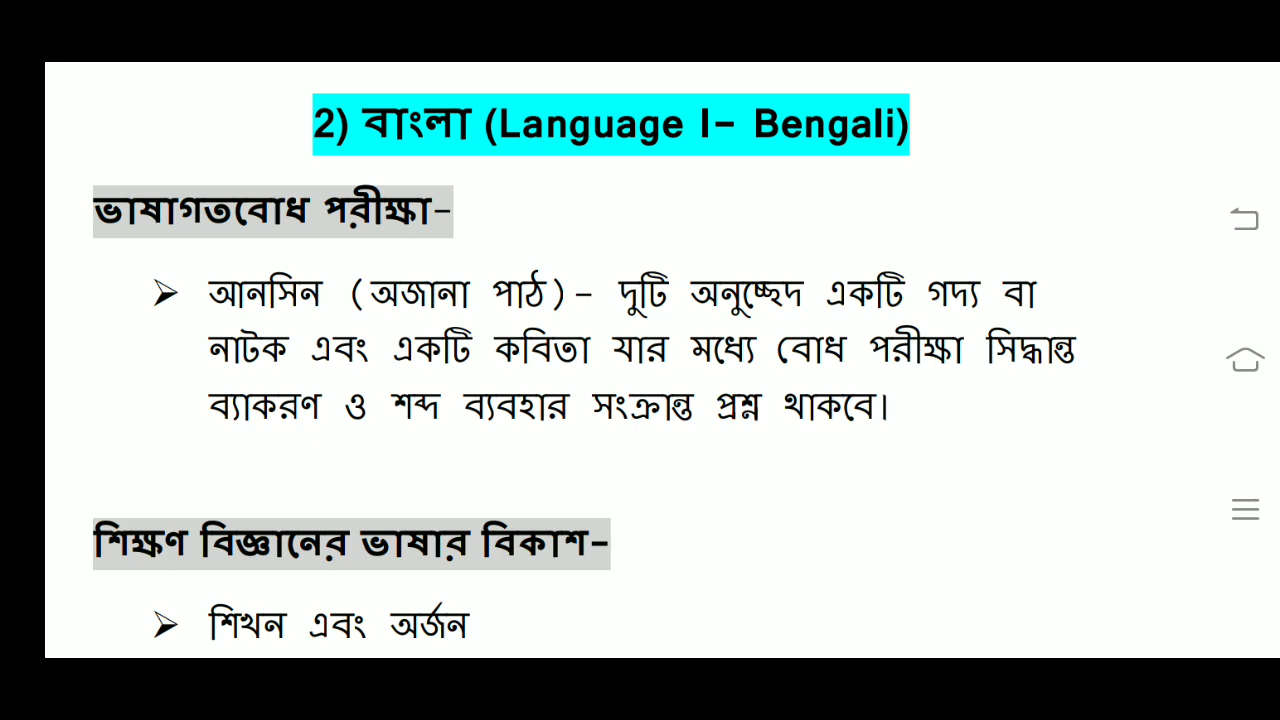 2) বাংলা (Language I- Bengali)
ভাষাগতবোধ পরীক্ষা-
➢ আনসিন (অজানা পাঠ)- দুটি অনুচ্ছেদ একটি গদ্য বা
নাটক এবং একটি কবিতা যার মধ্যে বোধ পরীক্ষা সিদ্ধান্ত
ব্যাকরণ ও শব্দ ব্যবহার সংক্রান্ত প্রশ্ন থাকবে।
শিক্ষণ বিজ্ঞানের ভাষার বিকাশ-
➢ শিখন এবং অর্জন